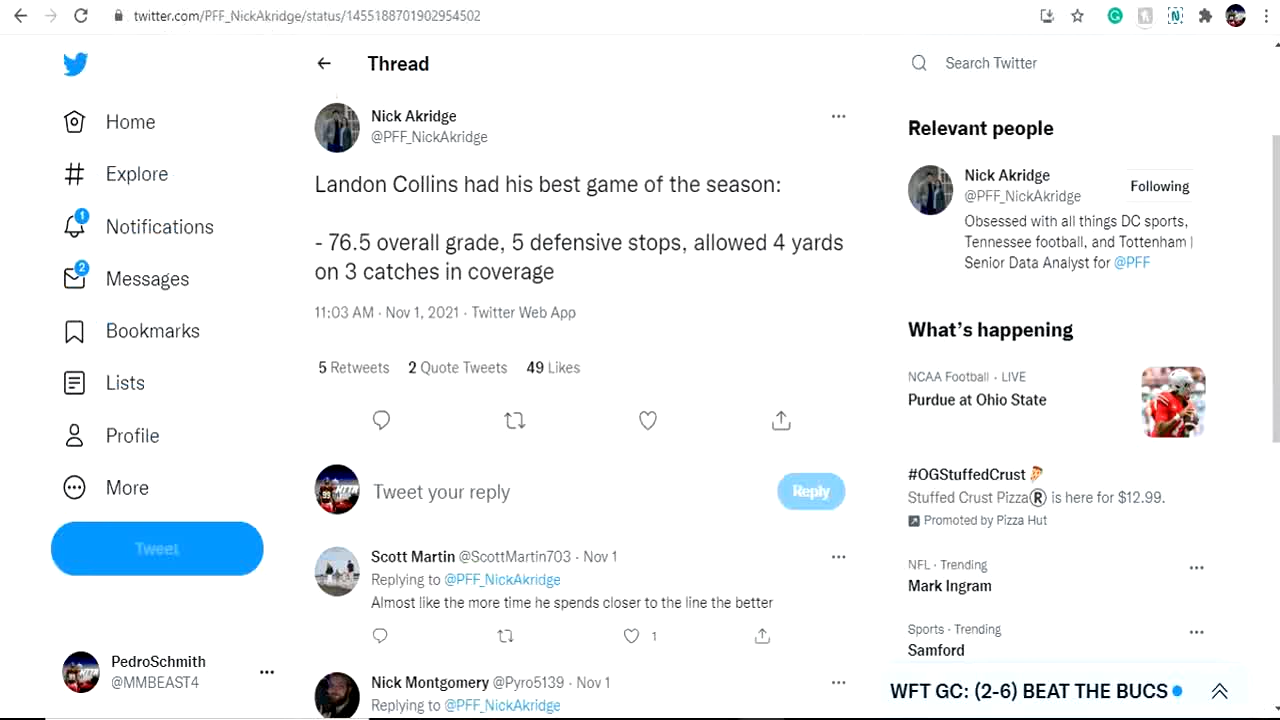 twitter.com/PFF_NickAkridge/status/1455188701902954502
Home
Explore
1
Notifications
2
Messages
Bookmarks
Lists
Profile
More
Tweet
PedroSchmith
@MMBEAST4
Thread
Nick Akridge
@PFF_NickAkridge
Landon Collins had his best game of the season:
- 76.5 overall grade, 5 defensive stops, allowed 4 yards
on 3 catches in coverage
11:03 AM · Nov 1, 2021 · Twitter Web App
5 Retweets 2 Quote Tweets 49 Likes
Tweet your reply
Reply
Scott Martin @ScottMartin703 · Nov 1
Replying to @PFF_NickAkridge
Almost like the more time he spends closer to the line the better
1
Nick Montgomery @Pyro5139 · Nov 1
Replying to @PFF_NickAkridge
Search Twitter
Relevant people
Nick Akridge
@PFF_NickAkridge
Following
Obsessed with all things DC sports,
Tennessee football, and Tottenham |
Senior Data Analyst for @PFF
What's happening
NCAA Football · LIVE
Purdue at Ohio State
#OGStuffedCrust
Stuffed Crust Pizza® is here for $12.99.
Promoted by Pizza Hut
NFL · Trending
Mark Ingram
Sports · Trending
Samford
WFT GC: (2-6) BEAT THE BUCS